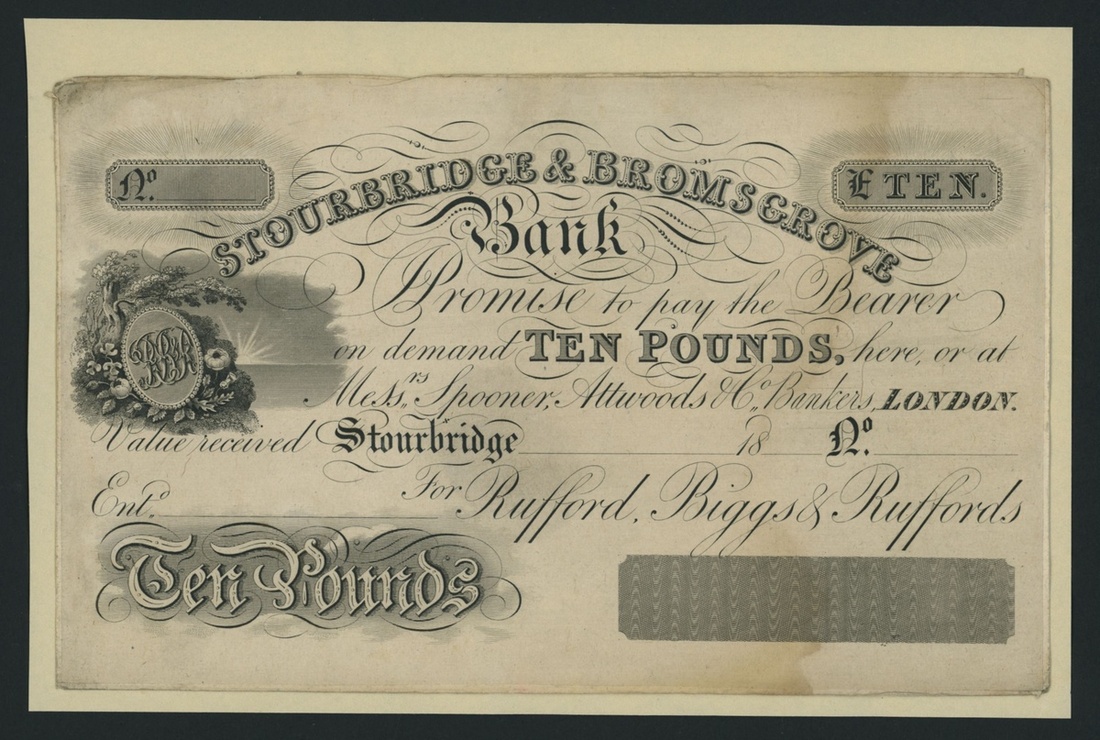 No.
£ TEN.
STOURBRIDGE & BROMSGROVE
Bank
Promise to pay the Bearer
on demand TEN POUNDS, here, or at
Messrs. Spooner, Attwoods & Co. Bankers, LONDON.
Value received Stourbridge 18 No.
Entd.
For Rufford, Biggs & Ruffords
Ten Pounds